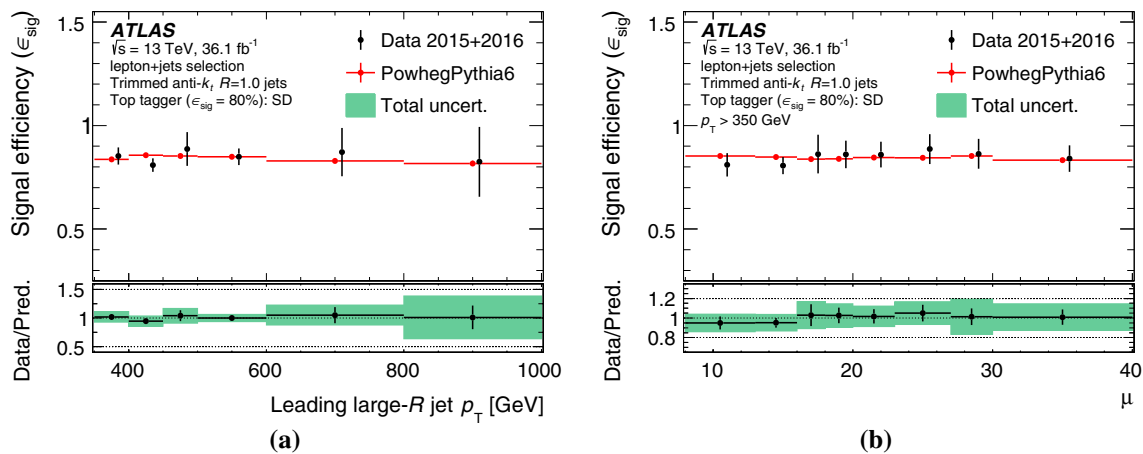 Signal efficiency (ϵsig)
1.5
1
0.5
ATLAS
√s = 13 TeV, 36.1 fb-1
lepton+jets selection
Trimmed anti-kt R=1.0 jets
Top tagger (ϵsig = 80%): SD
Data 2015+2016
PowhegPythia6
Total uncert.
Data/Pred.
1.5
1
0.5
400 600 800 1000
Leading large-R jet pT [GeV]
(a)
Signal efficiency (ϵsig)
1.5
1
0.5
ATLAS
√s = 13 TeV, 36.1 fb-1
lepton+jets selection
Trimmed anti-kt R=1.0 jets
Top tagger (ϵsig = 80%): SD
pT > 350 GeV
Data 2015+2016
PowhegPythia6
Total uncert.
Data/Pred.
1.2
1
0.8
10 20 30 40
μ
(b)